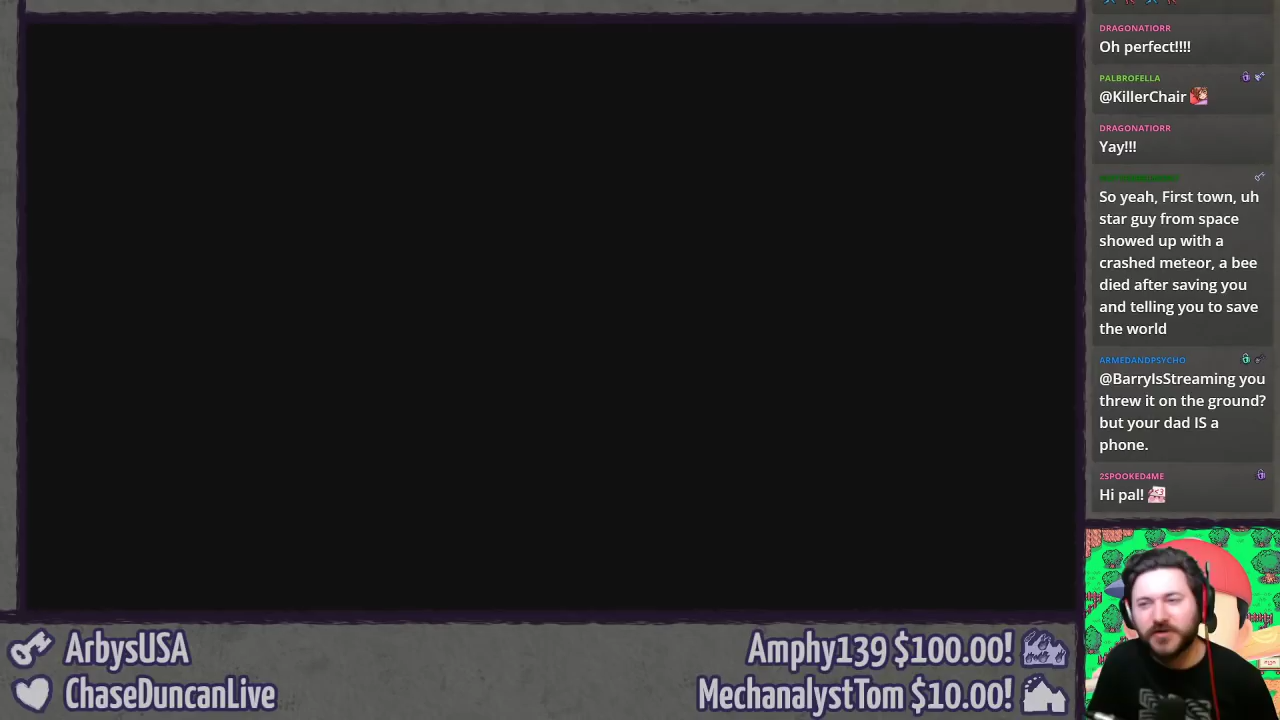 DRAGONATIORR
Oh perfect!!!!
PALBROFELLA
@KillerChair
DRAGONATIORR
Yay!!!
So yeah, First town, uh
star guy from space
showed up with a
crashed meteor, a bee
died after saving you
and telling you to save
the world
ARMEDANDPSYCHO
@BarryIsStreaming you
threw it on the ground?
but your dad IS a
phone.
2SPOOKED4ME
Hi pal!
ArbysUSA
ChaseDuncanLive
Amphy139 $100.00!
MechanalystTom $10.00!